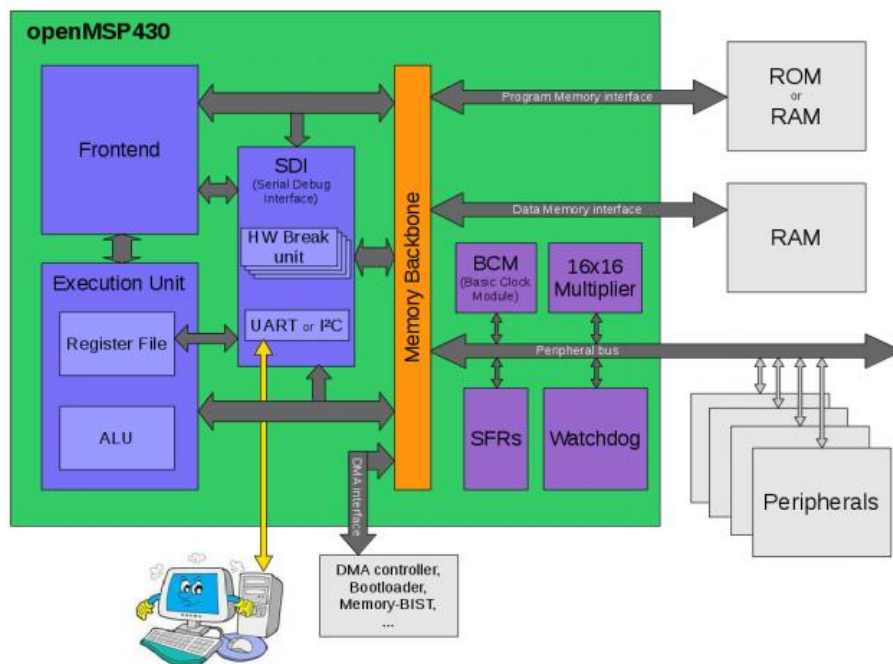 openMSP430
Frontend
SDI
(Serial Debug
Interface)
HW Break
unit
UART or I²C
Execution Unit
Register File
ALU
Memory Backbone
Program Memory interface
ROM
or
RAM
Data Memory interface
RAM
BCM
(Basic Clock
Module)
16x16
Multiplier
Peripheral bus
SFRs
Watchdog
Peripherals
DMA interface
DMA controller,
Bootloader,
Memory-BIST,
...